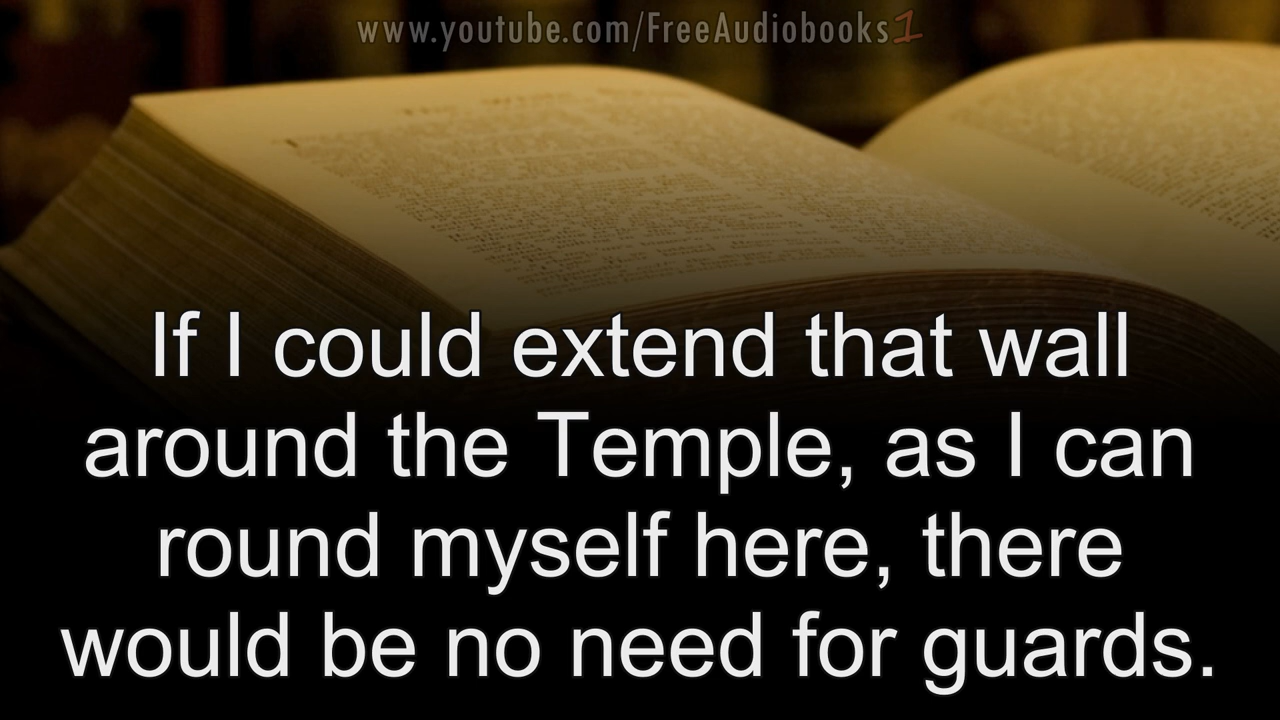 www.youtube.com/FreeAudiobooks1
If I could extend that wall
around the Temple, as I can
round myself here, there
would be no need for guards.